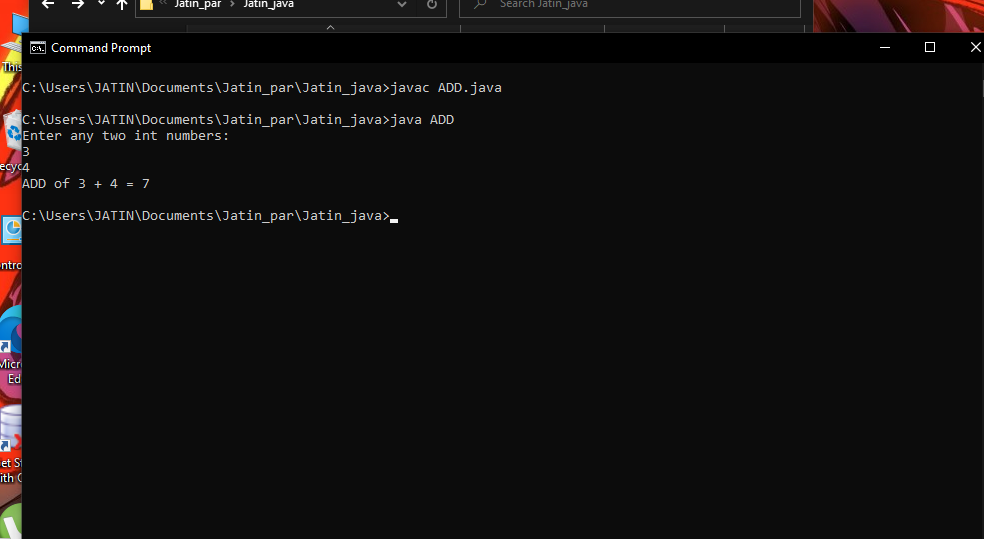 Jatin_par > Jatin_java
Search Jatin_java
Command Prompt
C:\Users\JATIN\Documents\Jatin_par\Jatin_java>javac ADD.java
C:\Users\JATIN\Documents\Jatin_par\Jatin_java>java ADD
Enter any two int numbers:
3
4
ADD of 3 + 4 = 7
C:\Users\JATIN\Documents\Jatin_par\Jatin_java>
This
ecyc
ntro
Micr
Ed
et S
ith